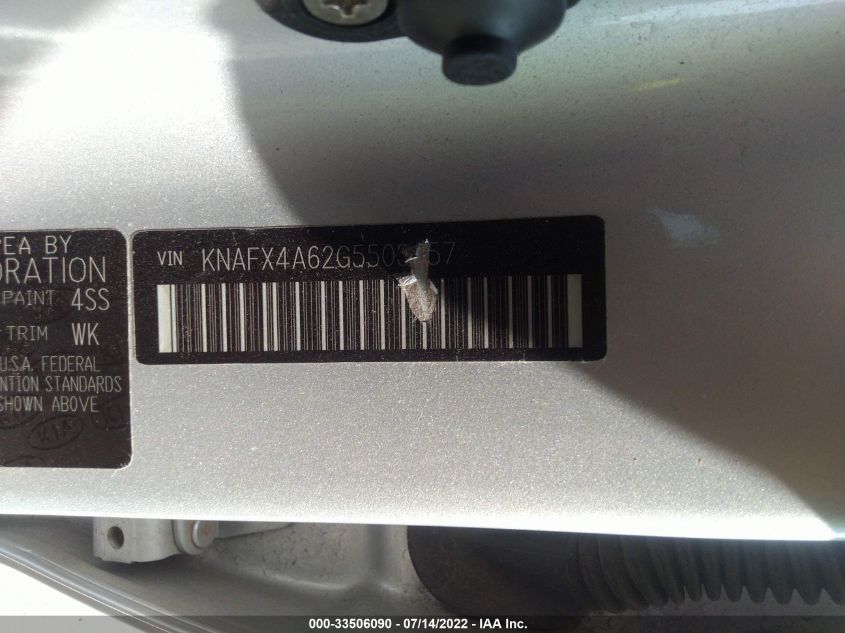 REA BY
ORATION
PAINT 4SS
TRIM WK
U.S.A. FEDERAL
NTION STANDARDS
SHOWN ABOVE
KIA
VIN
000-33506090 - 07/14/2022 - IAA Inc.